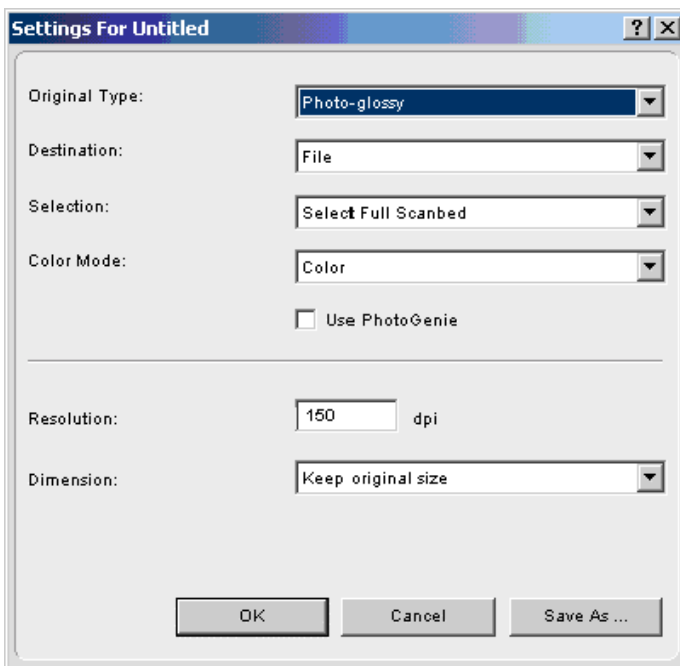 Settings For Untitled
Original Type: Photo-glossy
Destination: File
Selection: Select Full Scanbed
Color Mode: Color
Use PhotoGenie
Resolution: 150 dpi
Dimension: Keep original size
OK Cancel Save As ...